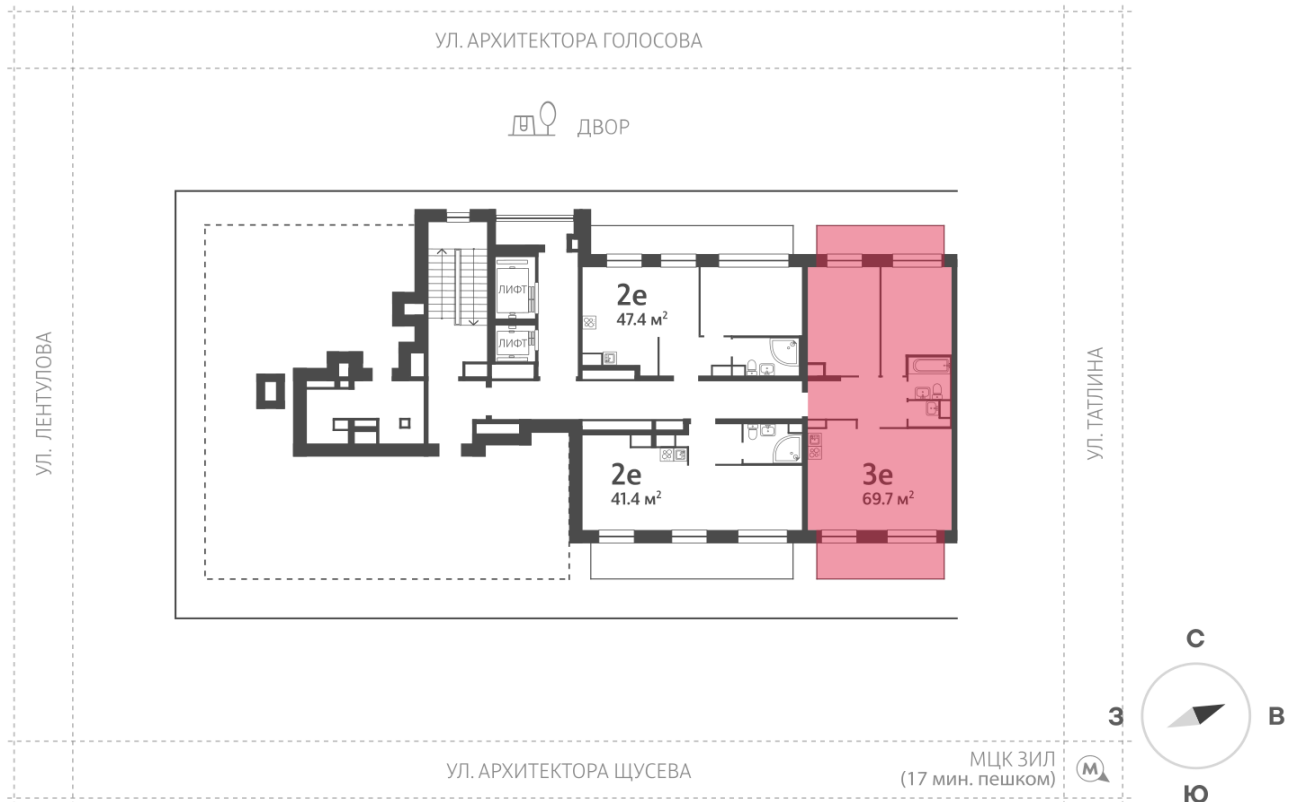 УЛ. АРХИТЕКТОРА ГОЛОСОВА
ДВОР
УЛ. ЛЕНТУЛОВА
ЛИФТ
ЛИФТ
2е
47.4 м²
2е
41.4 м²
3е
69.7 м²
УЛ. ТАТЛИНА
УЛ. АРХИТЕКТОРА ЩУСЕВА
МЦК ЗИЛ
(17 мин. пешком)
М
С
З
В
Ю